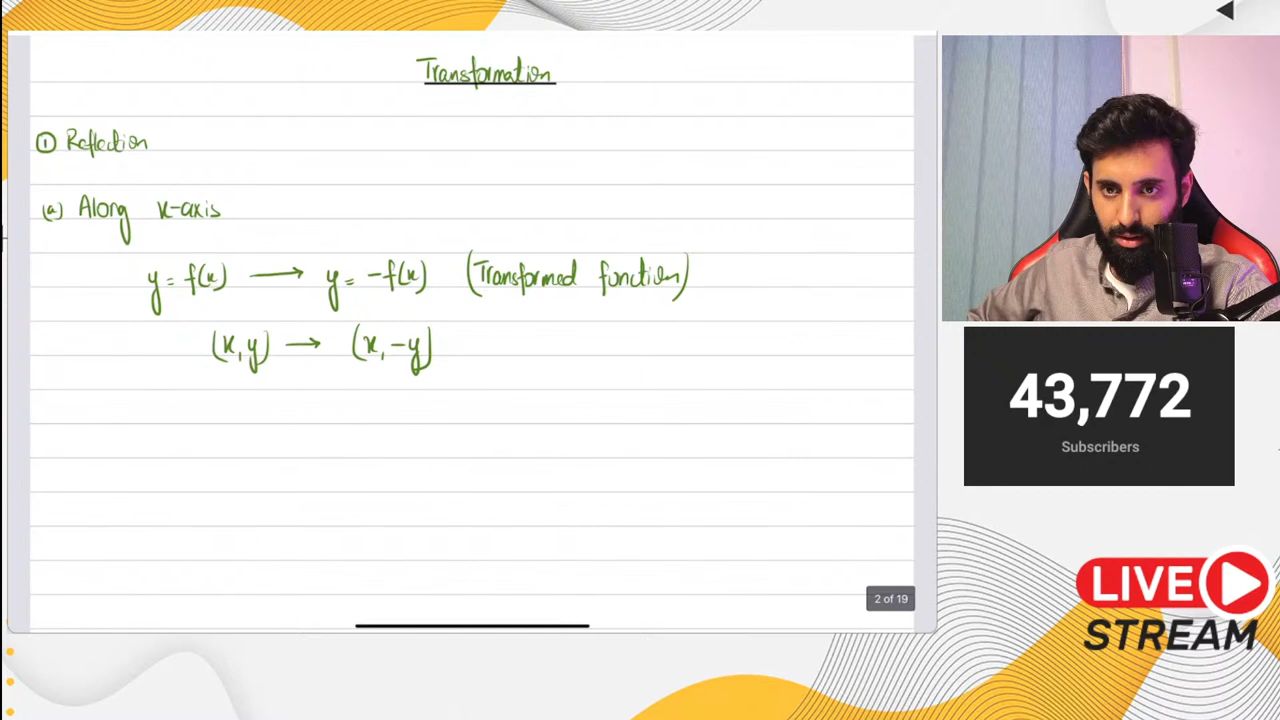 Transformation
① Reflection
(a) Along x-axis
y = f(x) → y = -f(x) (Transformed function)
(x, y) → (x, -y)
2 of 19
43,772
Subscribers
LIVE
STREAM